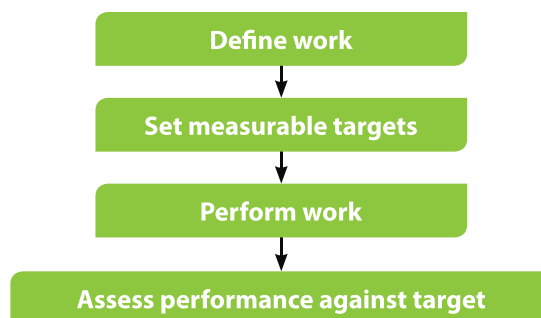 Define work
Set measurable targets
Perform work
Assess performance against target